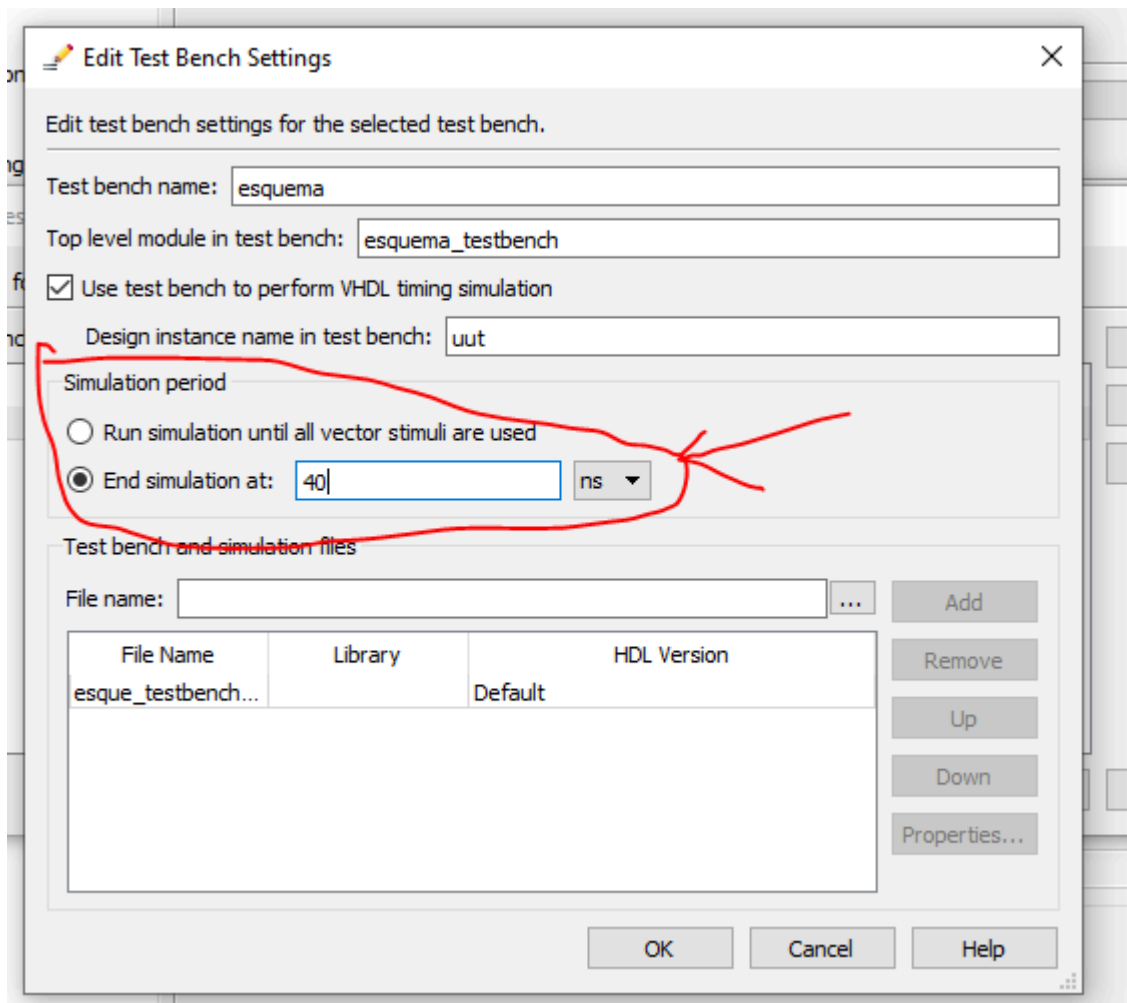 Edit Test Bench Settings
Edit test bench settings for the selected test bench.
Test bench name: esquema
Top level module in test bench: esquema_testbench
Use test bench to perform VHDL timing simulation
Design instance name in test bench: uut
Simulation period
Run simulation until all vector stimuli are used
End simulation at: 40 ns
Test bench and simulation files
File name: ... Add
File Name Library HDL Version Remove
esque_testbench... Default
Up
Down
Properties...
OK Cancel Help